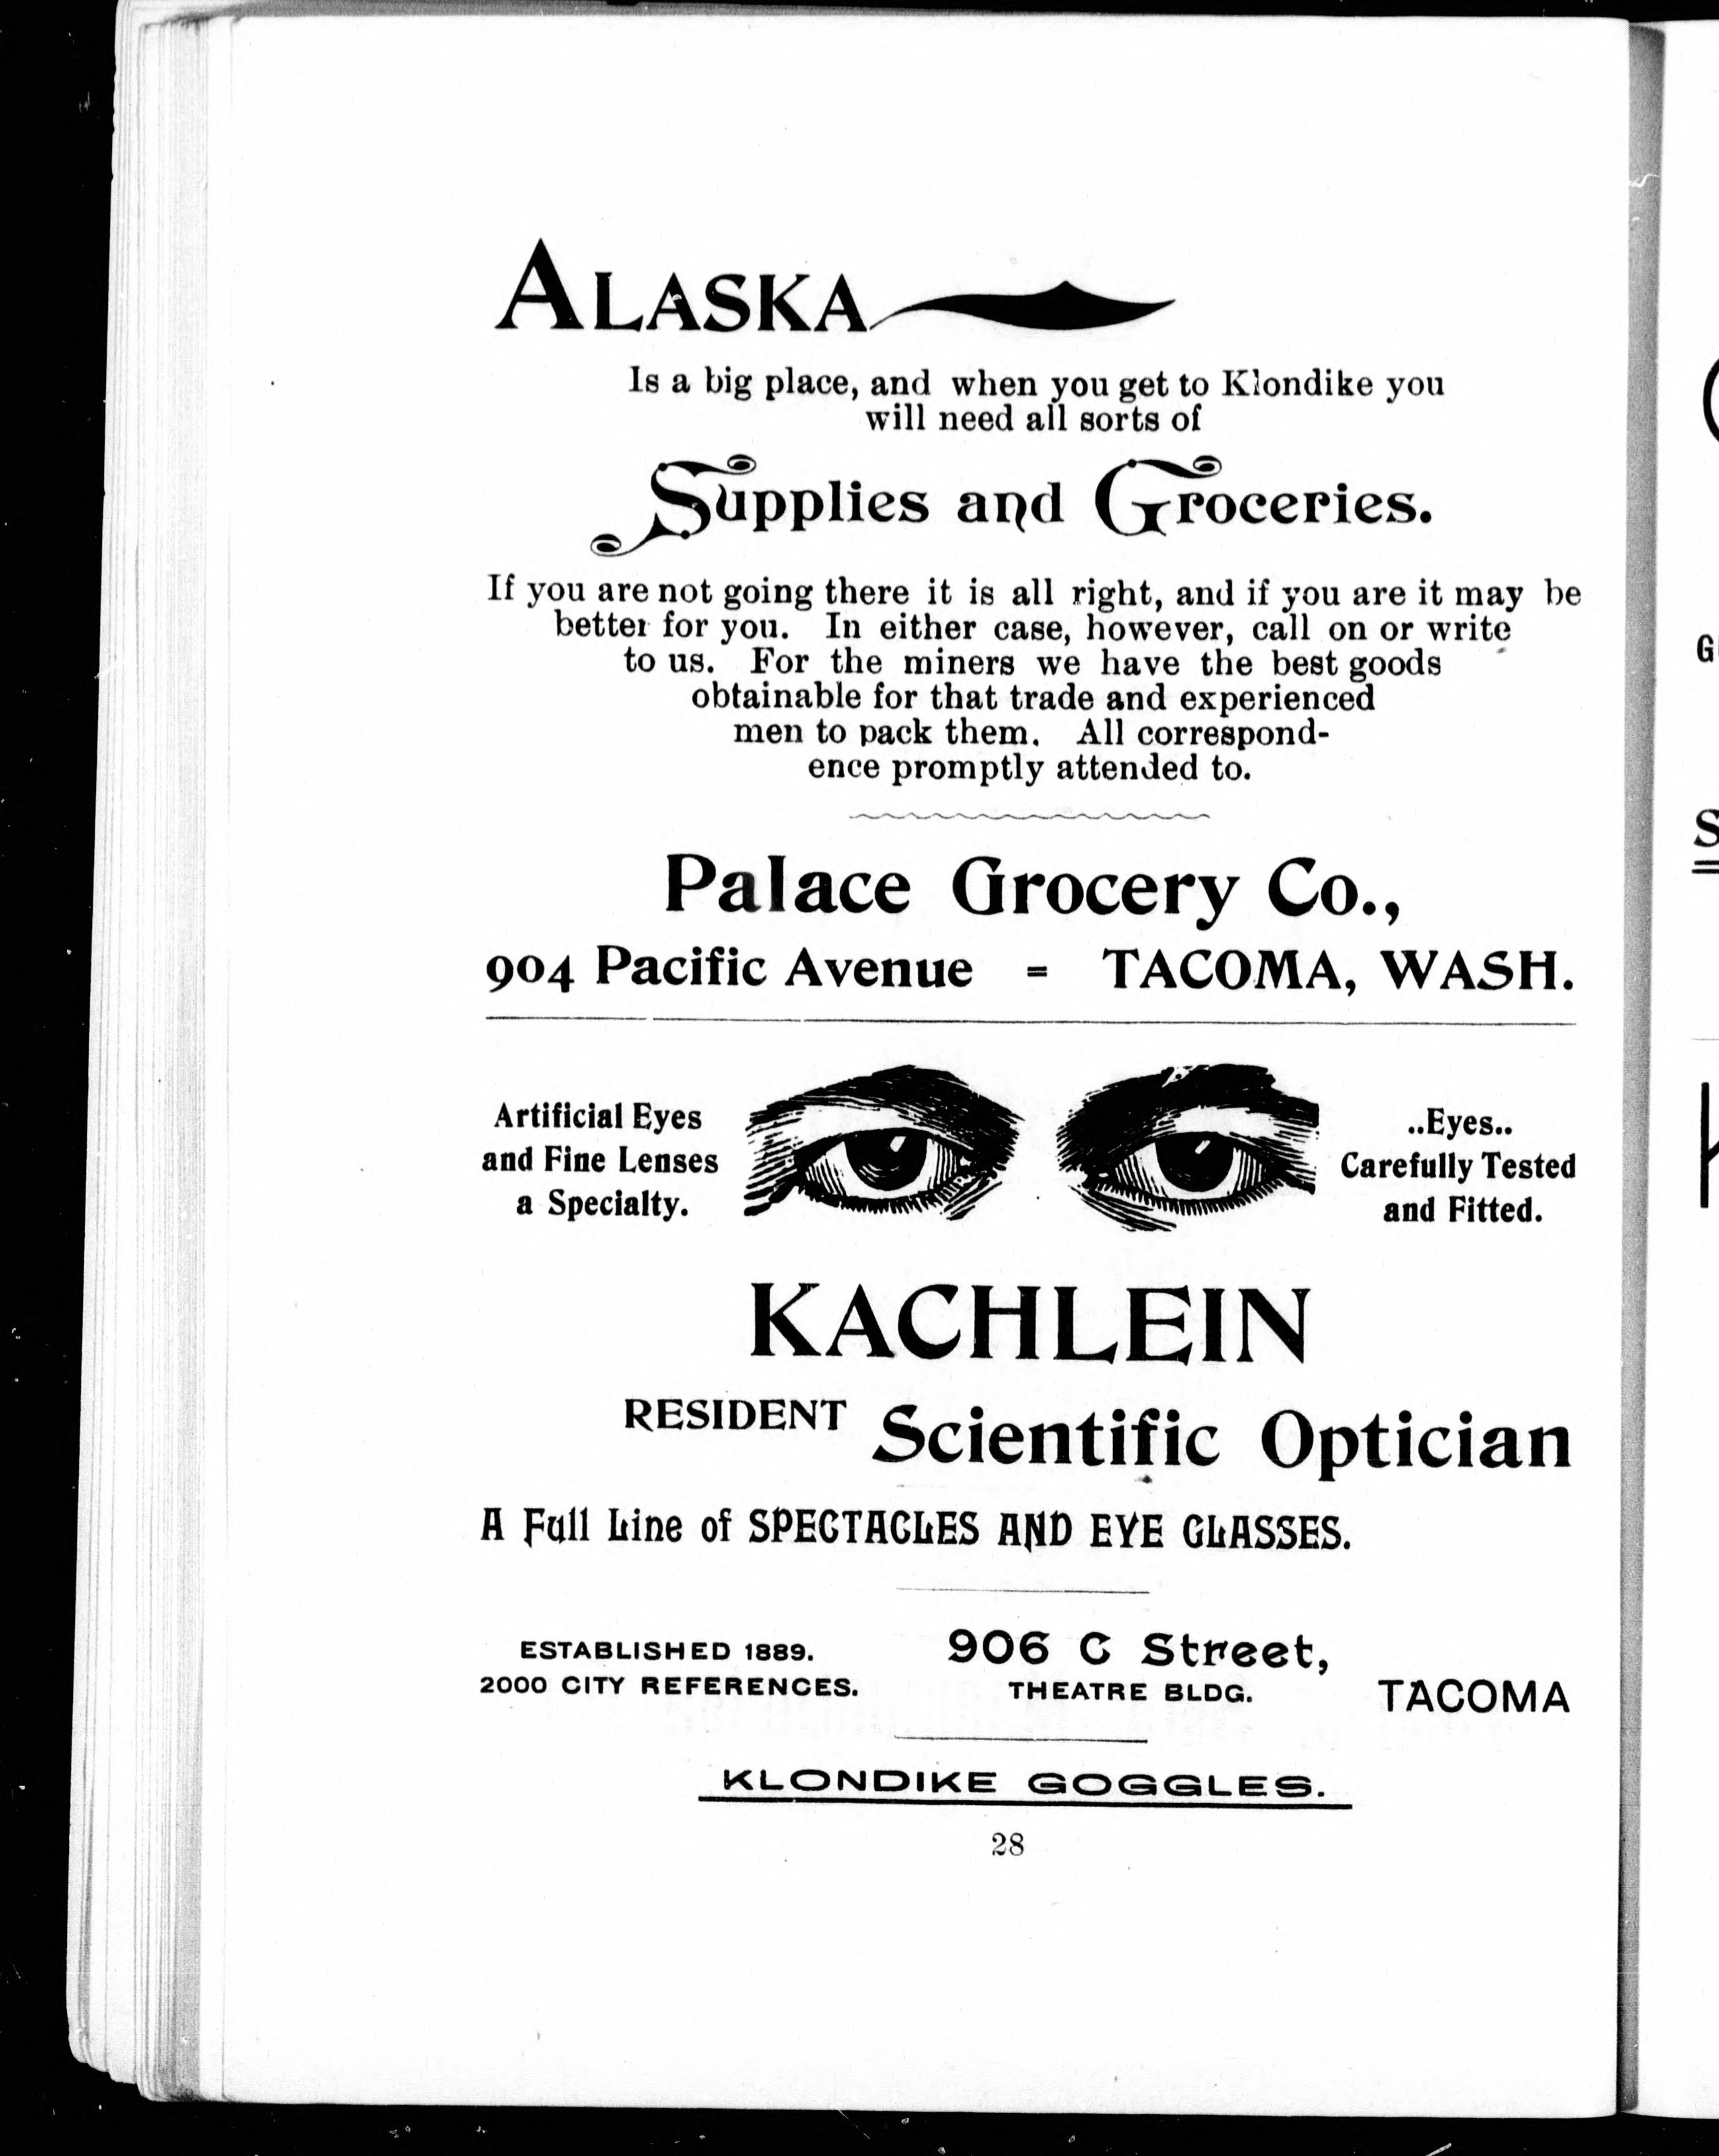 ALASKA
Is a big place, and when you get to Klondike you
will need all sorts of
Supplies and Groceries.
If you are not going there it is all right, and if you are it may be
better for you. In either case, however, call on or write
to us. For the miners we have the best goods
obtainable for that trade and experienced
men to pack them. All correspond-
ence promptly attended to.
Palace Grocery Co.,
904 Pacific Avenue = TACOMA, WASH.
Artificial Eyes
and Fine Lenses
a Specialty.
..Eyes..
Carefully Tested
and Fitted.
KACHLEIN
RESIDENT Scientific Optician
A Full Line of SPECTACLES AND EYE GLASSES.
ESTABLISHED 1889.
2000 CITY REFERENCES.
906 C Street,
THEATRE BLDG.
TACOMA
KLONDIKE GOGGLES.
28